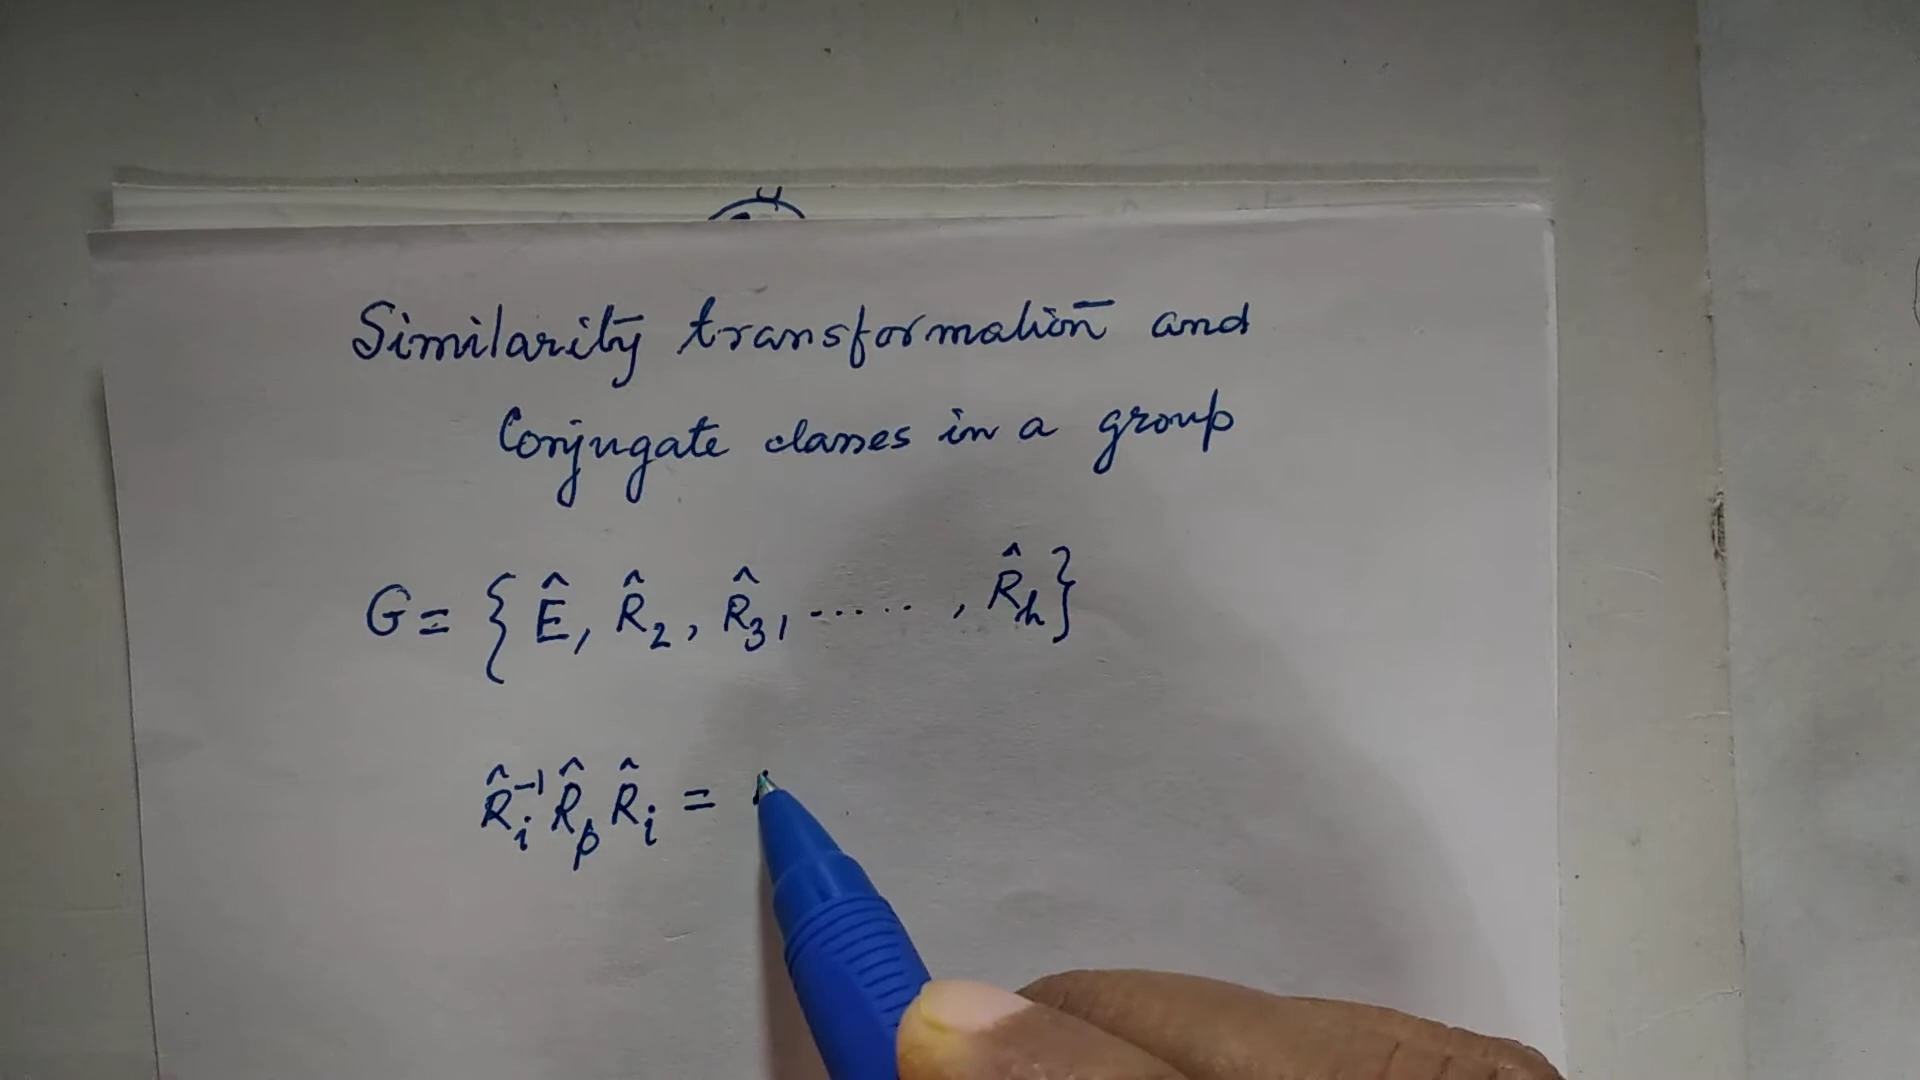 Similarity transformation and
Conjugate classes in a group
G = { Ê, R̂₂, R̂₃, ...... , R̂ₕ }
R̂ᵢ⁻¹ R̂ₚ R̂ᵢ =